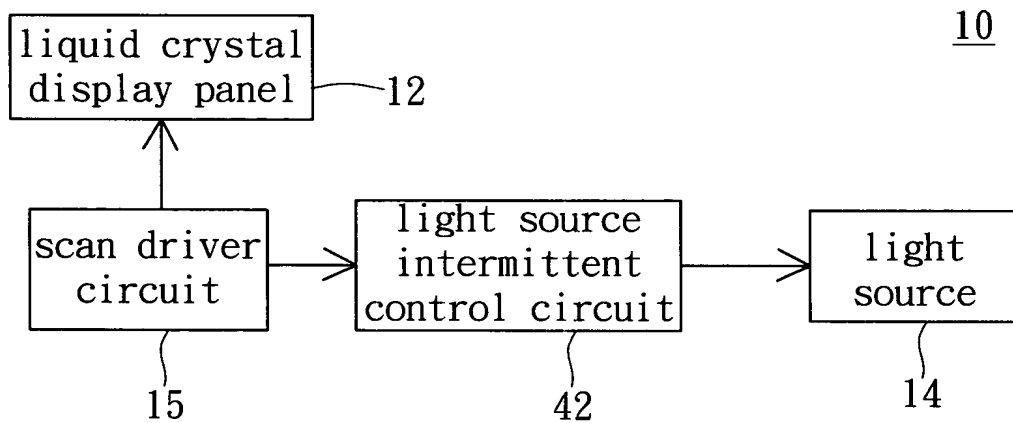 10
liquid crystal
display panel
12
scan driver
circuit
light source
intermittent
control circuit
light
source
15
42
14